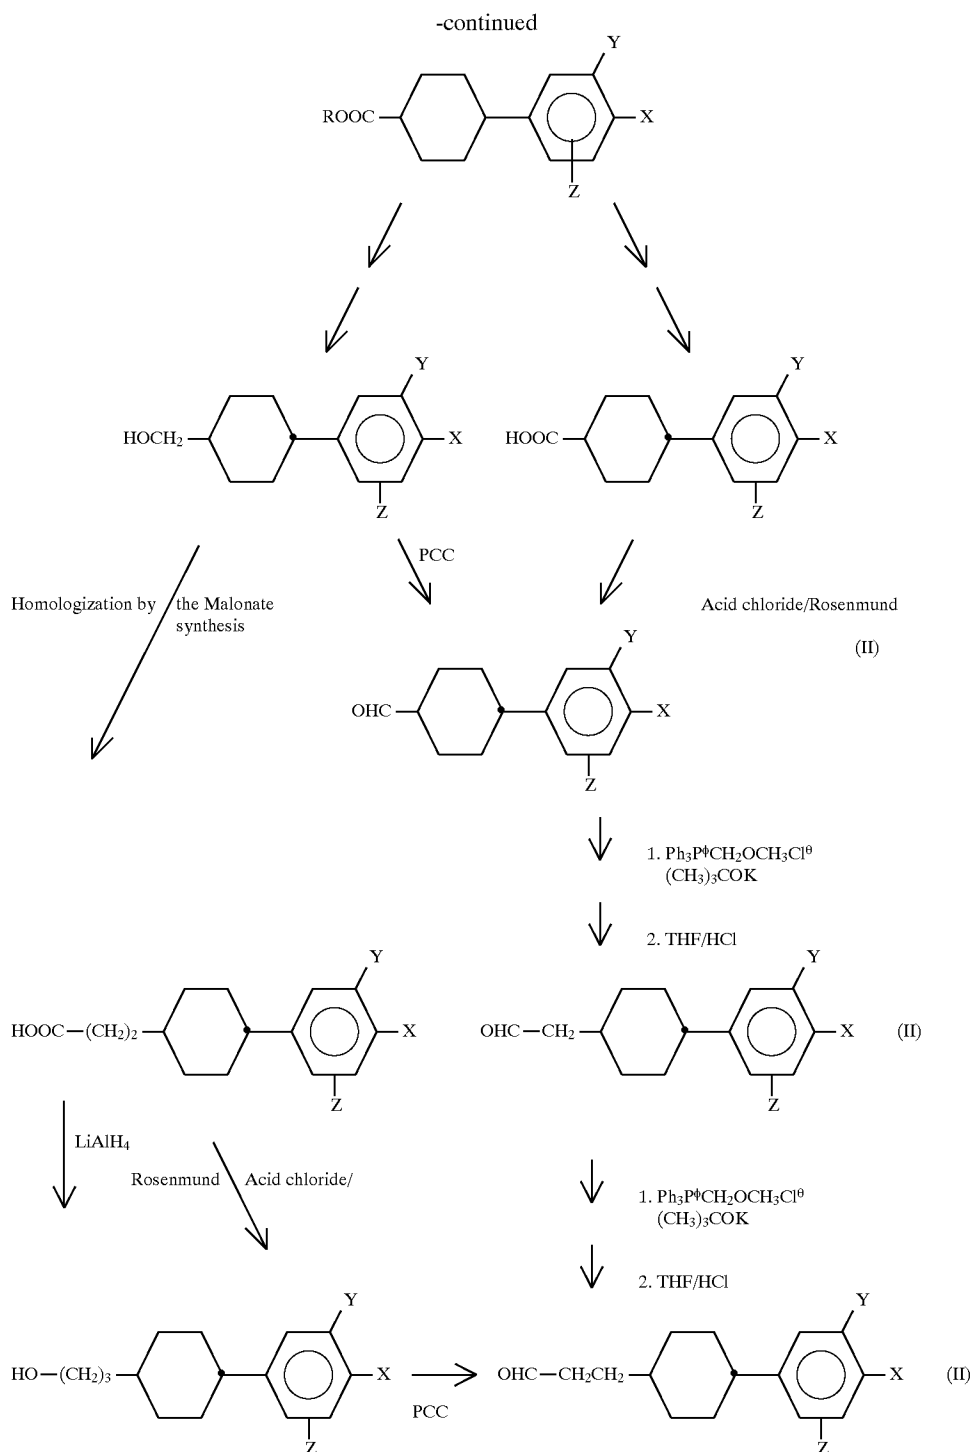 -continued
Y
ROOC
X
Z
Y
Y
HOCH2
X
HOOC
X
Z
Z
PCC
Homologization by the Malonate
synthesis
Acid chloride/Rosenmund
(II)
Y
OHC
X
Z
1. Ph3P⌽CH2OCH3Clθ
(CH3)3COK
2. THF/HCl
Y
Y
HOOC—(CH2)2
X
OHC—CH2
X
(II)
Z
Z
LiAlH4
Rosenmund
Acid chloride/
1. Ph3P⌽CH2OCH3Clθ
(CH3)3COK
2. THF/HCl
Y
Y
HO—(CH2)3
X
OHC—CH2CH2
X
(II)
PCC
Z
Z